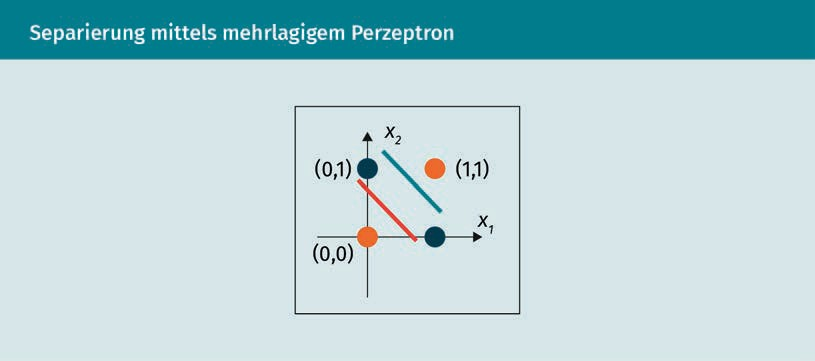 Separierung mittels mehrlagigem Perzeptron
x₂
(0,1)
(1,1)
x₁
(0,0)